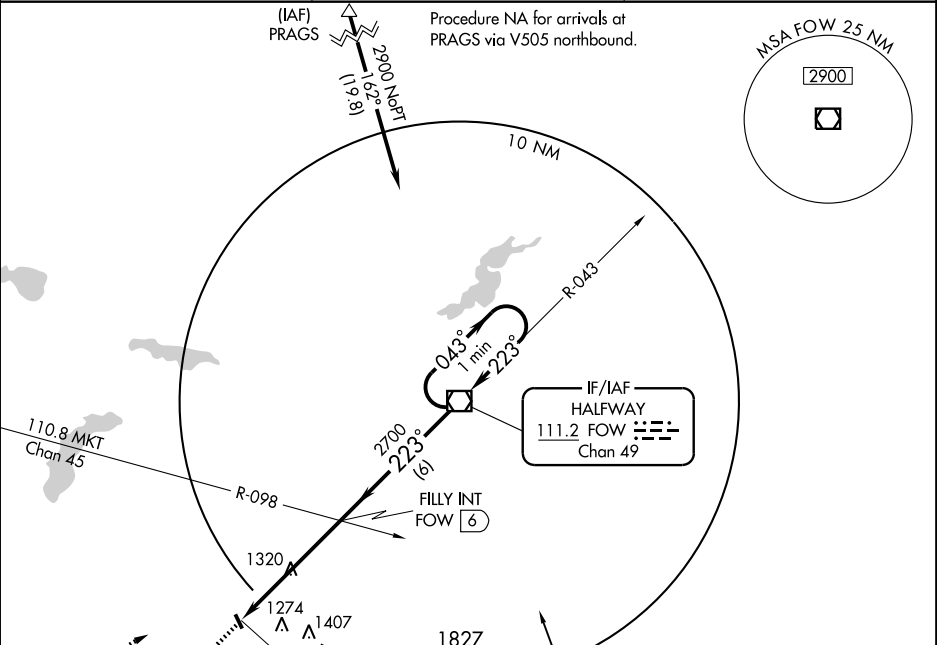 (IAF)
PRAGS
Procedure NA for arrivals at
PRAGS via V505 northbound.
2900 NoPT
162°
(19.8)
MSA FOW 25 NM
2900
10 NM
R-043
043°
1 min
223°
IF/IAF
HALFWAY
111.2 FOW
Chan 49
110.8 MKT
Chan 45
R-098
2700
223°
(6)
FILLY INT
FOW 6
1320
1274
1407
1827